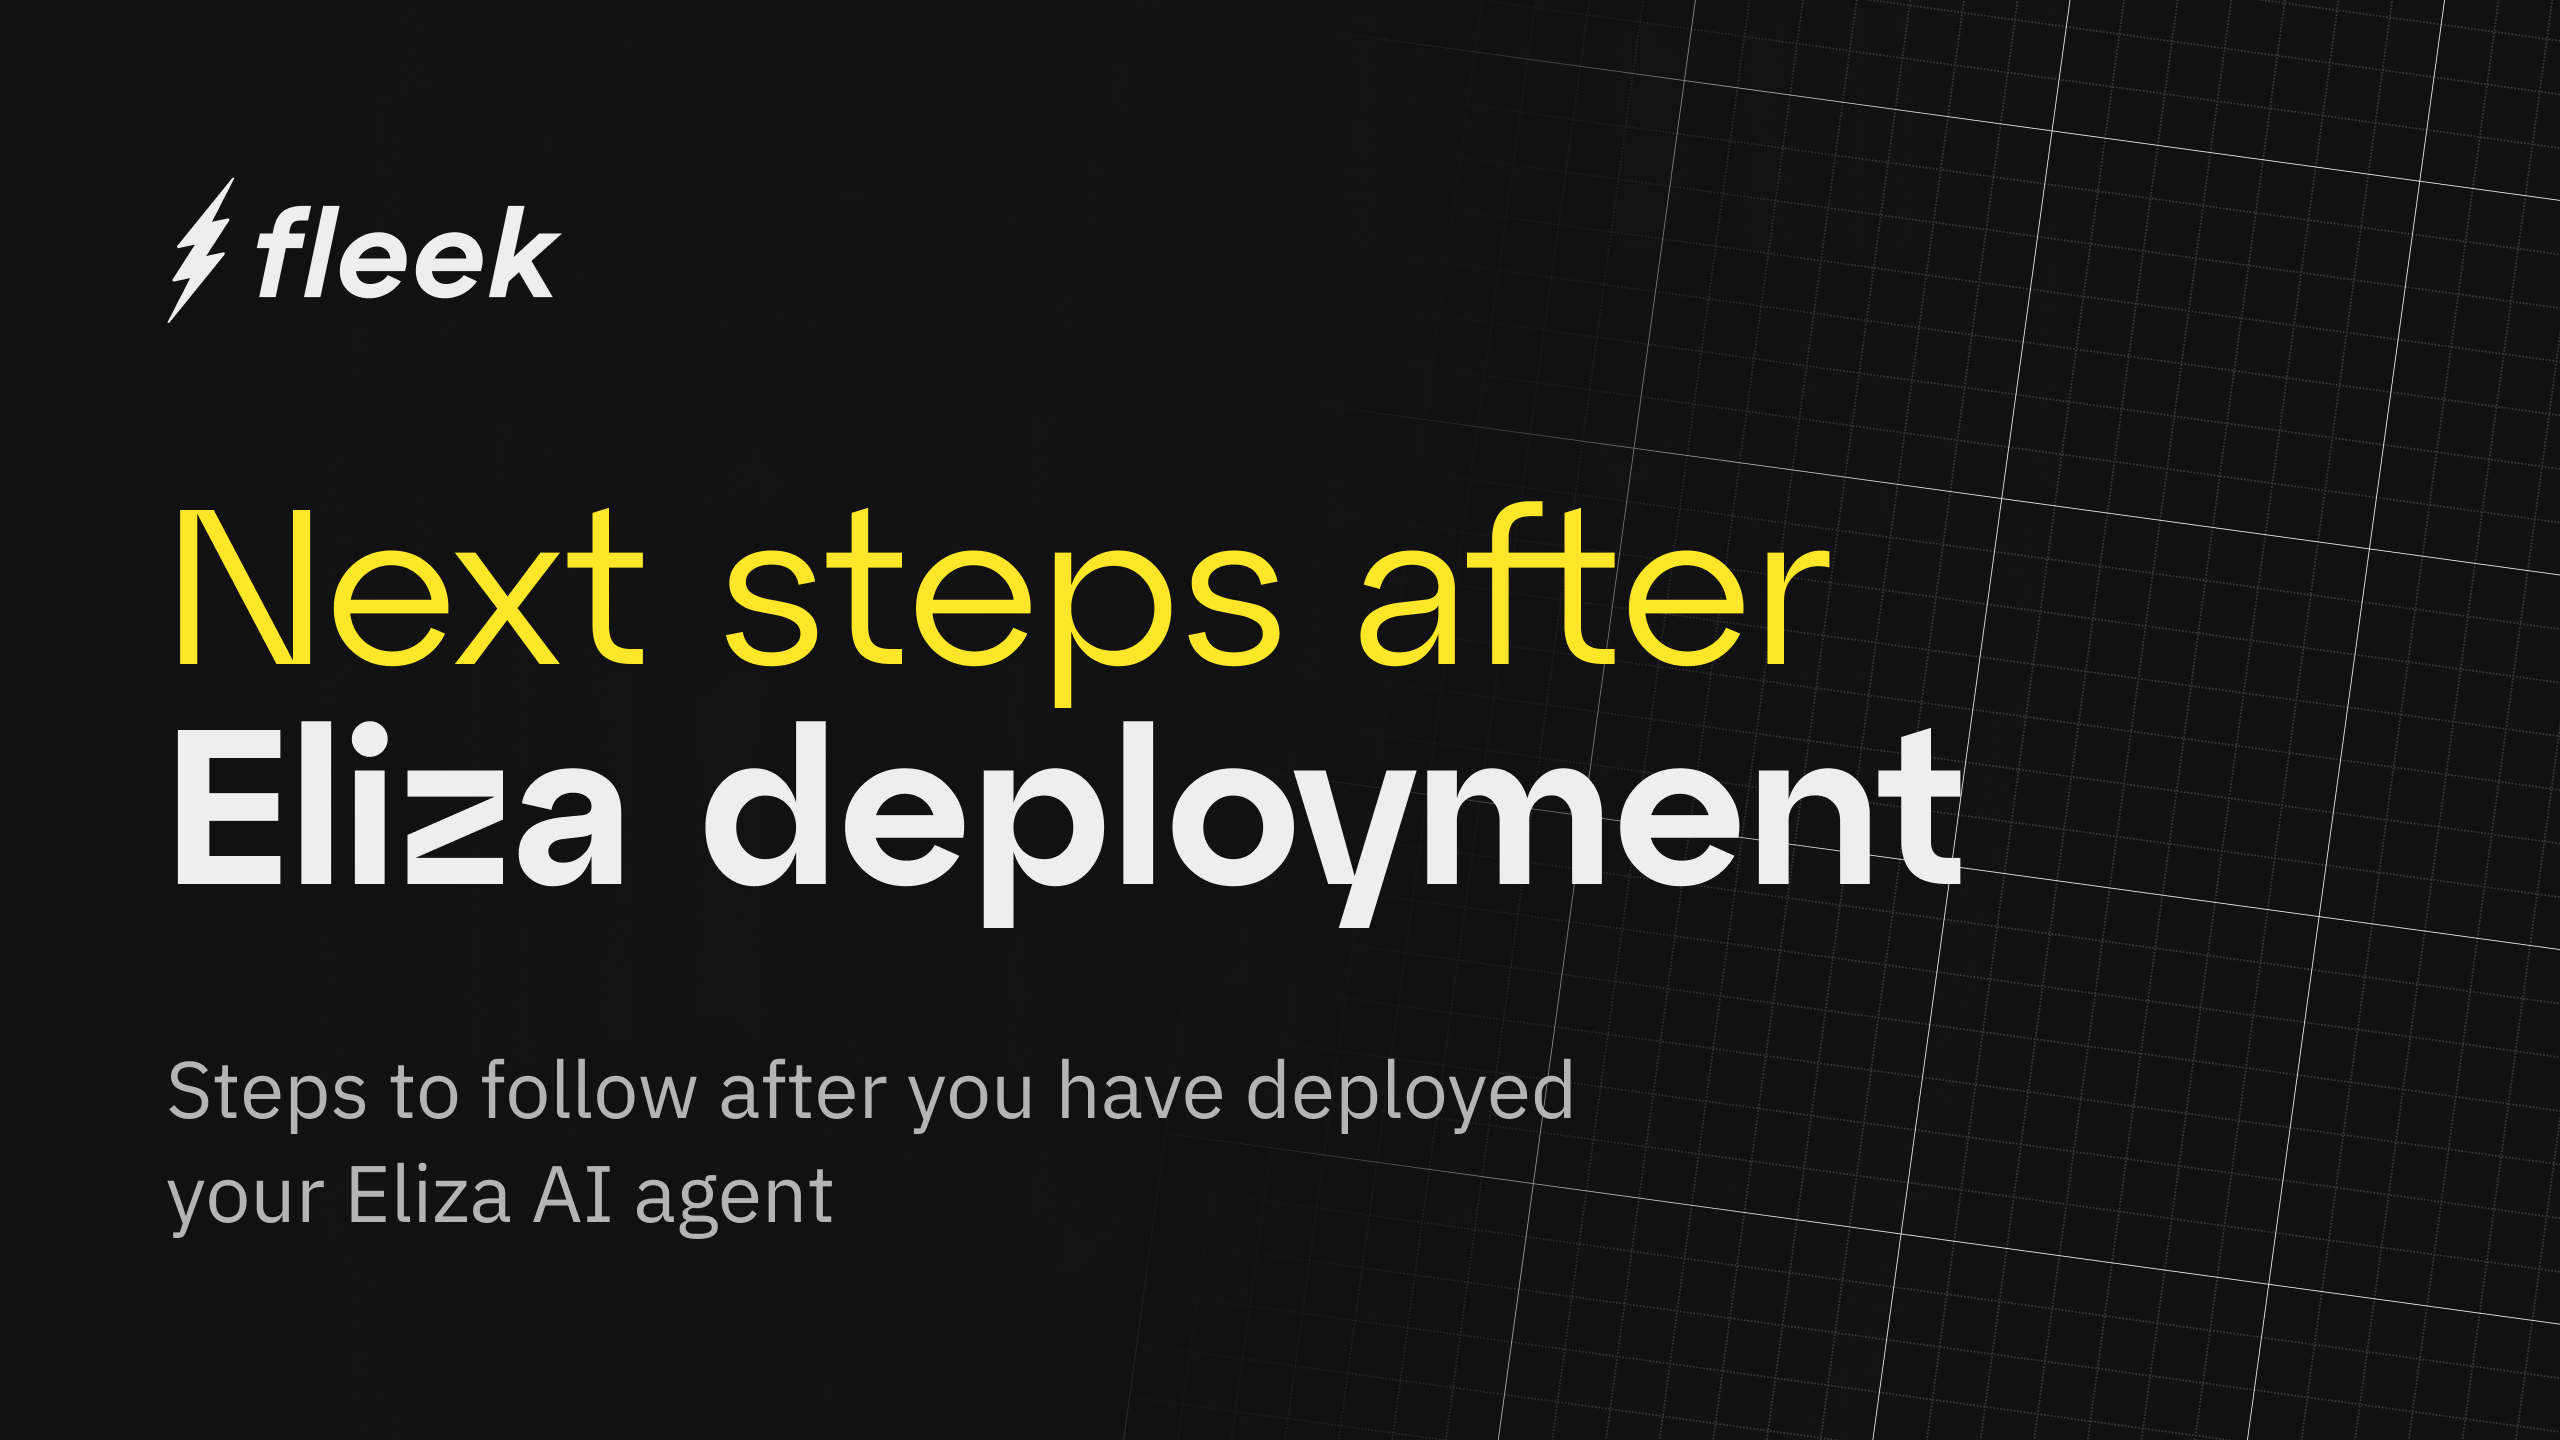 fleek
Next steps after
Eliza deployment
Steps to follow after you have deployed
your Eliza AI agent